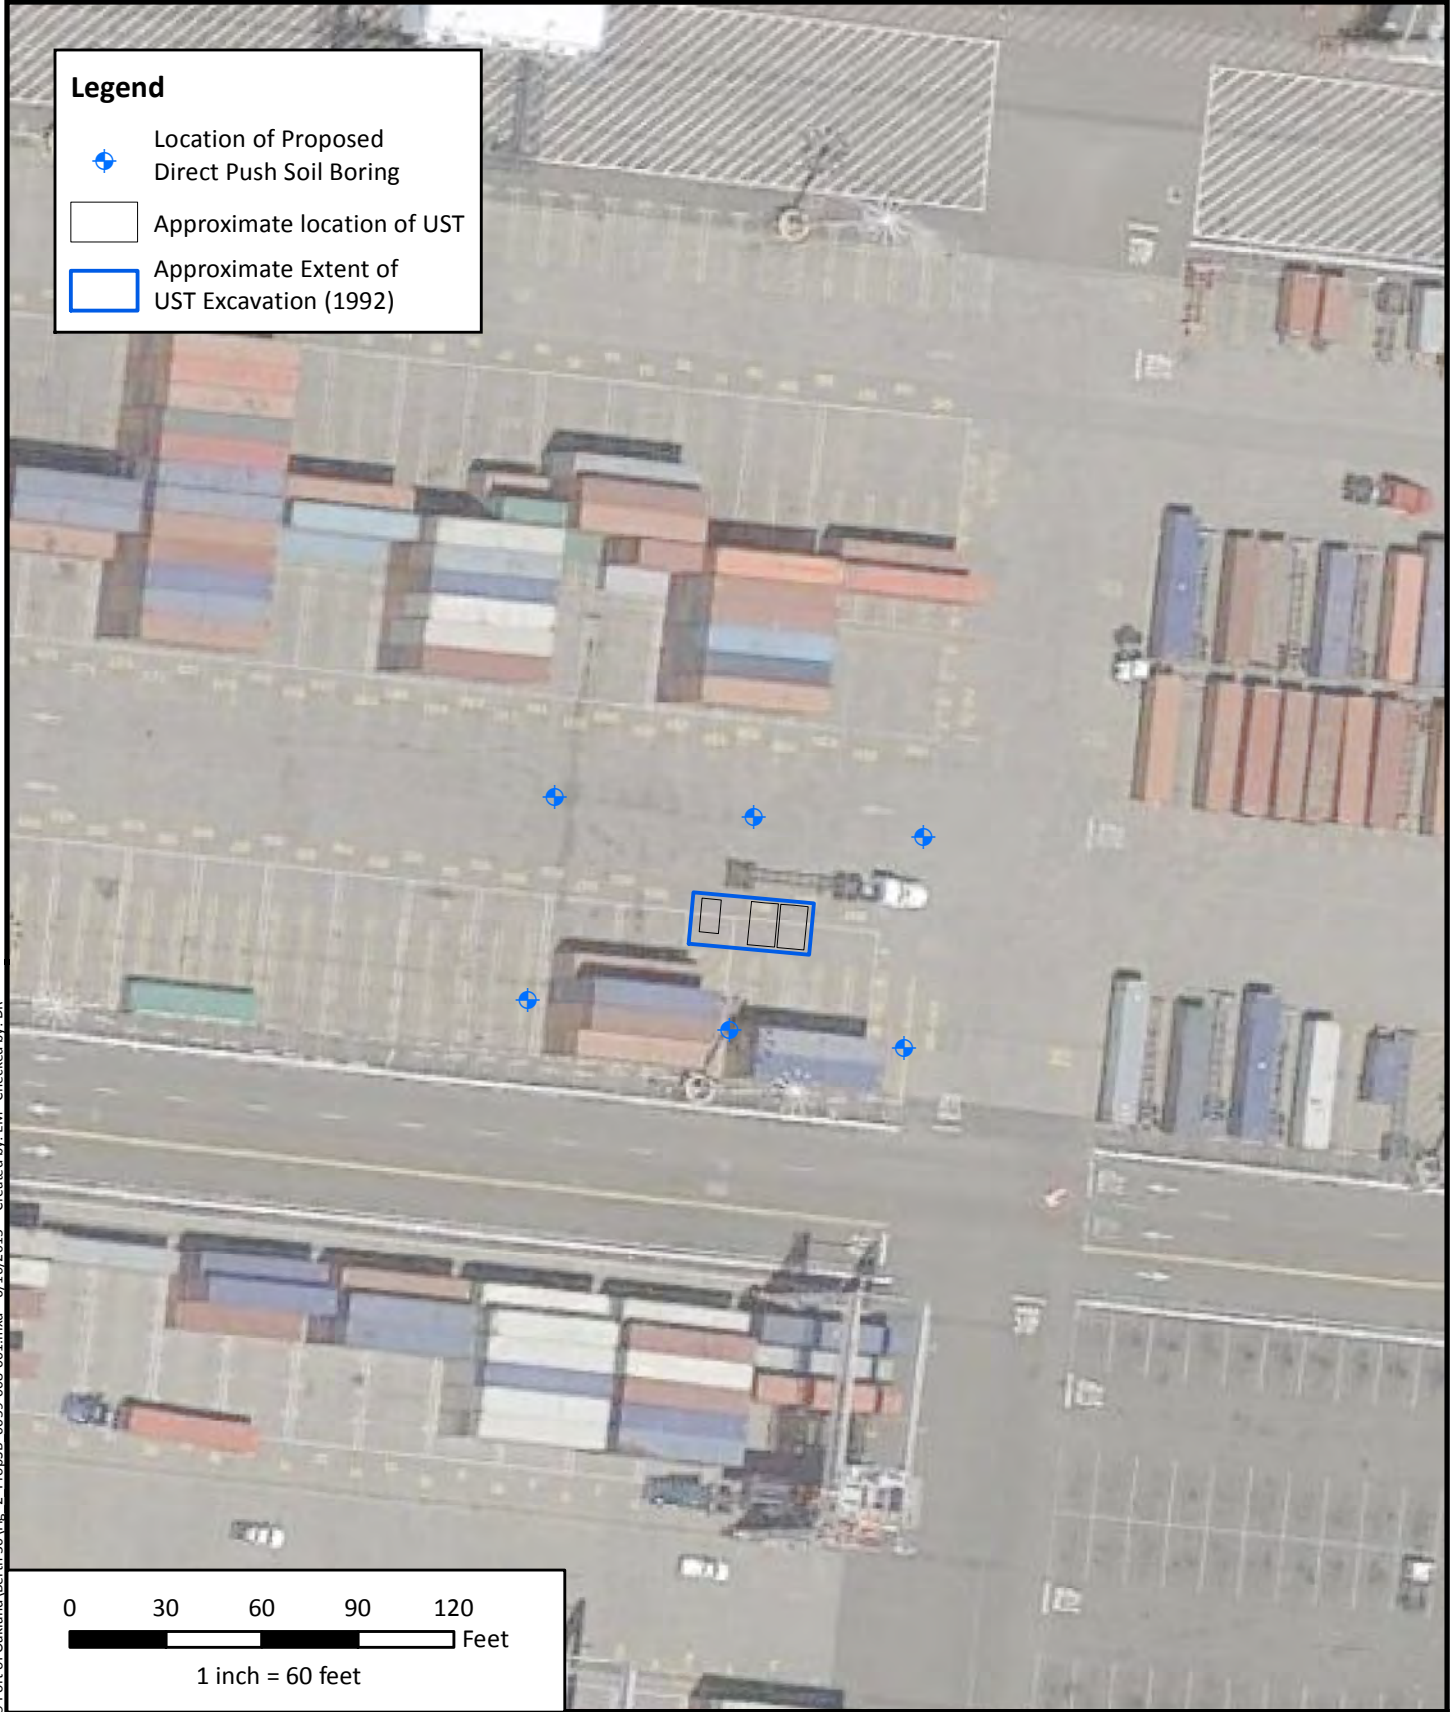 Legend
Location of Proposed
Direct Push Soil Boring
Approximate location of UST
Approximate Extent of
UST Excavation (1992)
0 30 60 90 120
Feet
1 inch = 60 feet